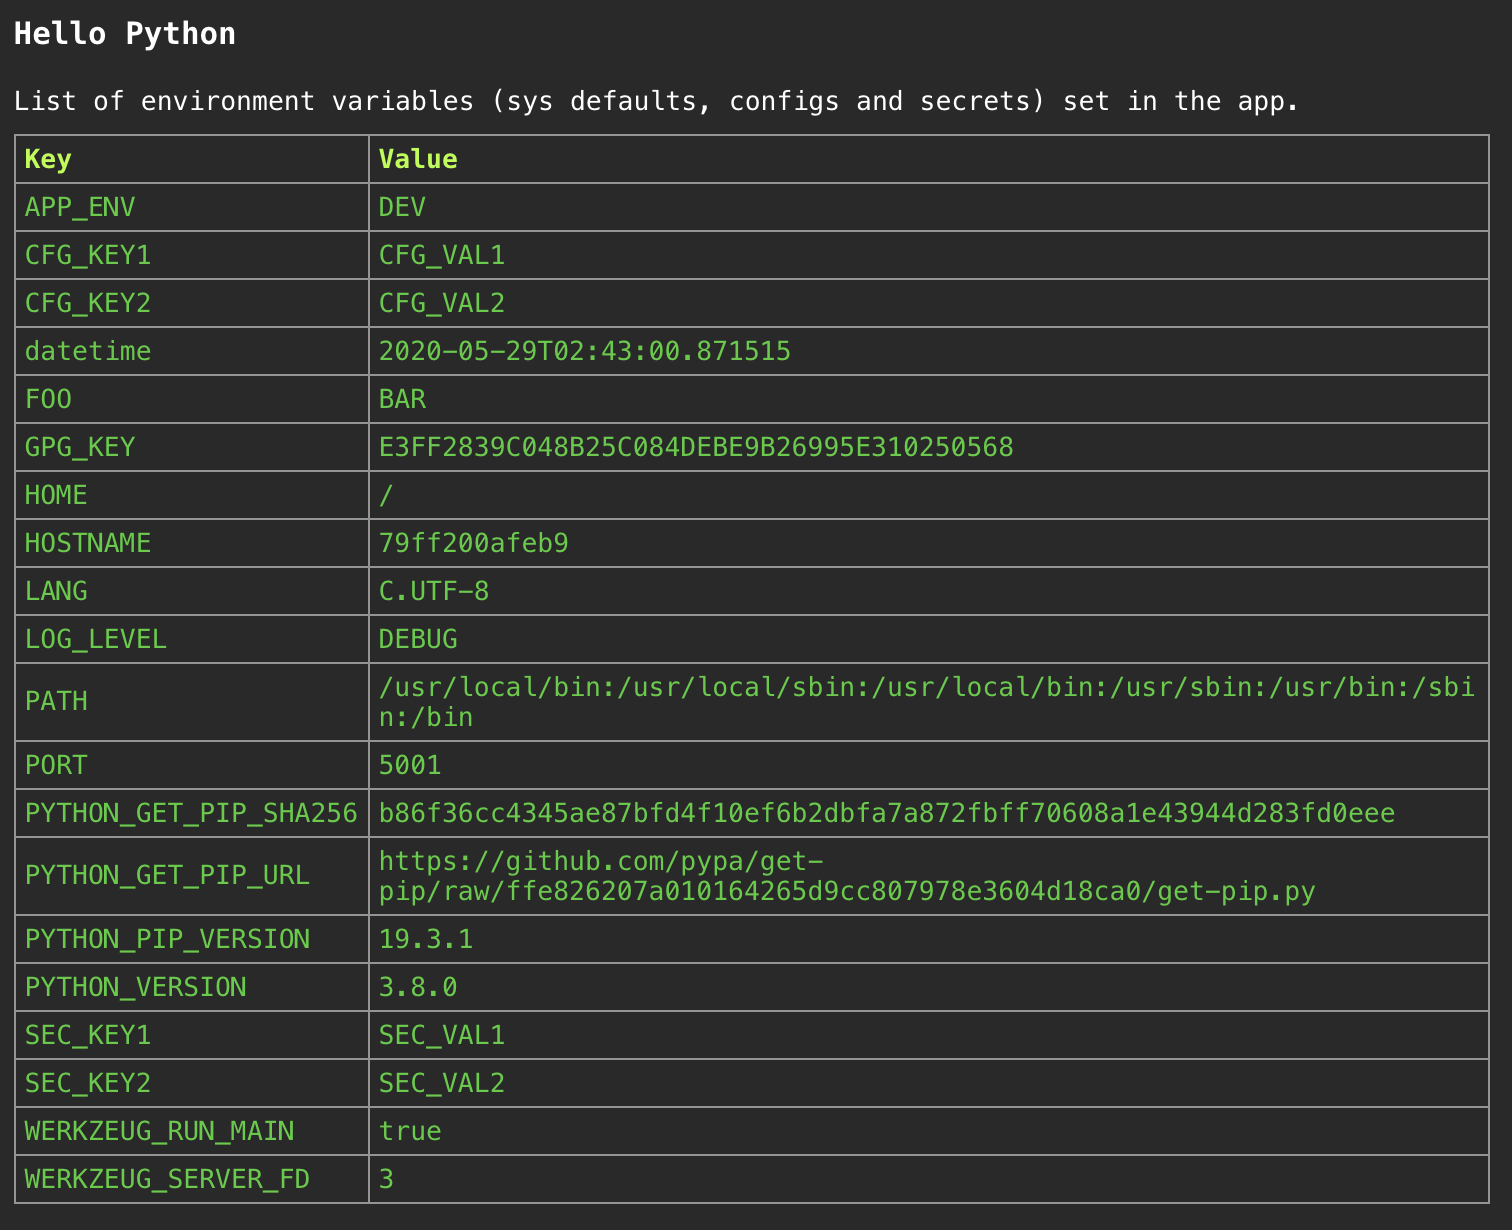 Hello Python
List of environment variables (sys defaults, configs and secrets) set in the app.
Key Value
APP_ENV DEV
CFG_KEY1 CFG_VAL1
CFG_KEY2 CFG_VAL2
datetime 2020-05-29T02:43:00.871515
FOO BAR
GPG_KEY E3FF2839C048B25C084DEBE9B26995E310250568
HOME /
HOSTNAME 79ff200afeb9
LANG C.UTF-8
LOG_LEVEL DEBUG
PATH /usr/local/bin:/usr/local/sbin:/usr/local/bin:/usr/sbin:/usr/bin:/sbi
n:/bin
PORT 5001
PYTHON_GET_PIP_SHA256 b86f36cc4345ae87bfd4f10ef6b2dbfa7a872fbff70608a1e43944d283fd0eee
PYTHON_GET_PIP_URL https://github.com/pypa/get-
pip/raw/ffe826207a010164265d9cc807978e3604d18ca0/get-pip.py
PYTHON_PIP_VERSION 19.3.1
PYTHON_VERSION 3.8.0
SEC_KEY1 SEC_VAL1
SEC_KEY2 SEC_VAL2
WERKZEUG_RUN_MAIN true
WERKZEUG_SERVER_FD 3